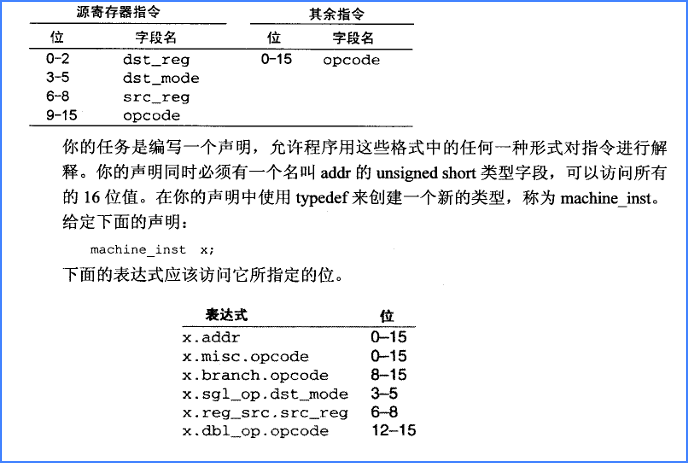 源寄存器指令 其余指令
位 字段名 位 字段名
0-2 dst_reg 0-15 opcode
3-5 dst_mode
6-8 src_reg
9-15 opcode
你的任务是编写一个声明，允许程序用这些格式中的任何一种形式对指令进行解
释。你的声明同时必须有一个名叫 addr 的 unsigned short 类型字段，可以访问所有
的 16 位值。在你的声明中使用 typedef 来创建一个新的类型，称为 machine_inst。
给定下面的声明：
machine_inst x;
下面的表达式应该访问它所指定的位。
表达式 位
x.addr 0–15
x.misc.opcode 0–15
x.branch.opcode 8–15
x.sgl_op.dst_mode 3–5
x.reg_src.src_reg 6–8
x.dbl_op.opcode 12–15